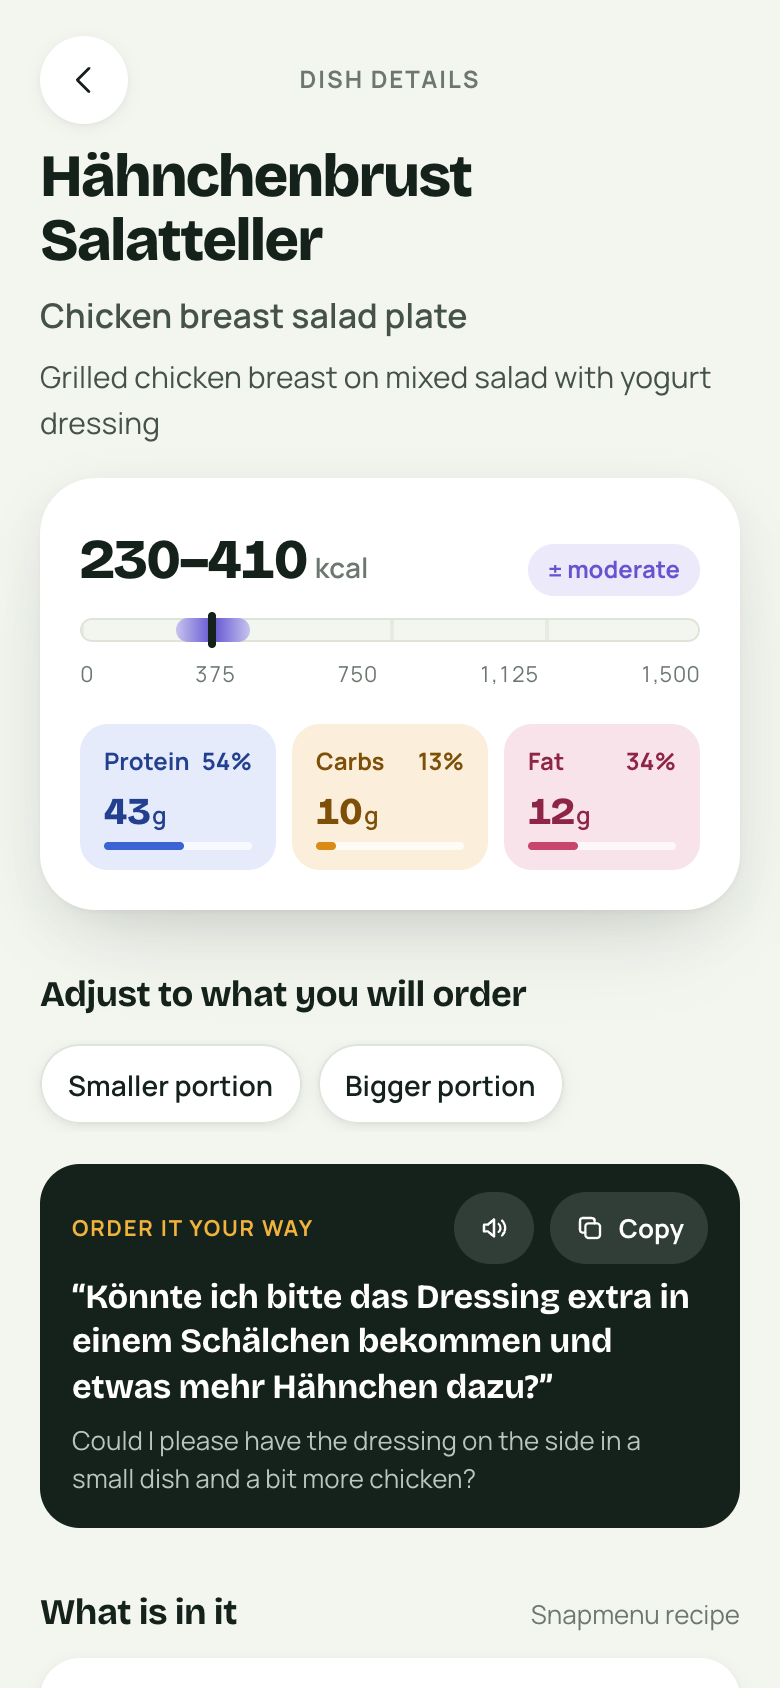 DISH DETAILS
Hähnchenbrust
Salatteller
Chicken breast salad plate
Grilled chicken breast on mixed salad with yogurt
dressing
230–410 kcal
± moderate
0 375 750 1,125 1,500
Protein 54%
43g
Carbs 13%
10g
Fat 34%
12g
Adjust to what you will order
Smaller portion
Bigger portion
ORDER IT YOUR WAY
Copy
“Könnte ich bitte das Dressing extra in
einem Schälchen bekommen und
etwas mehr Hähnchen dazu?”
Could I please have the dressing on the side in a
small dish and a bit more chicken?
What is in it
Snapmenu recipe